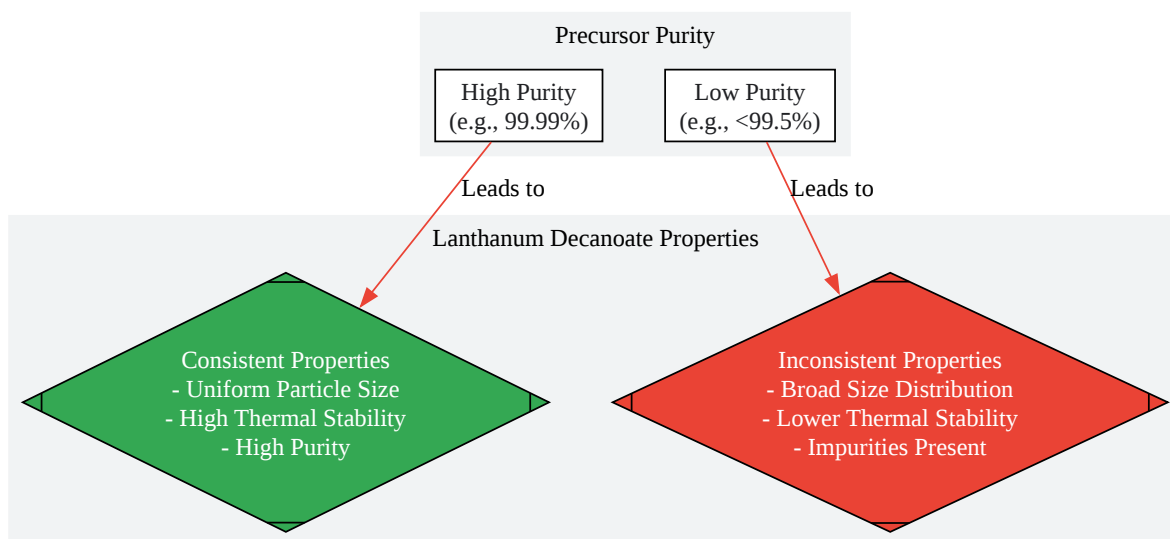 Precursor Purity
High Purity
(e.g., 99.99%)
Low Purity
(e.g., <99.5%)
Leads to
Leads to
Lanthanum Decanoate Properties
Consistent Properties
- Uniform Particle Size
- High Thermal Stability
- High Purity
Inconsistent Properties
- Broad Size Distribution
- Lower Thermal Stability
- Impurities Present